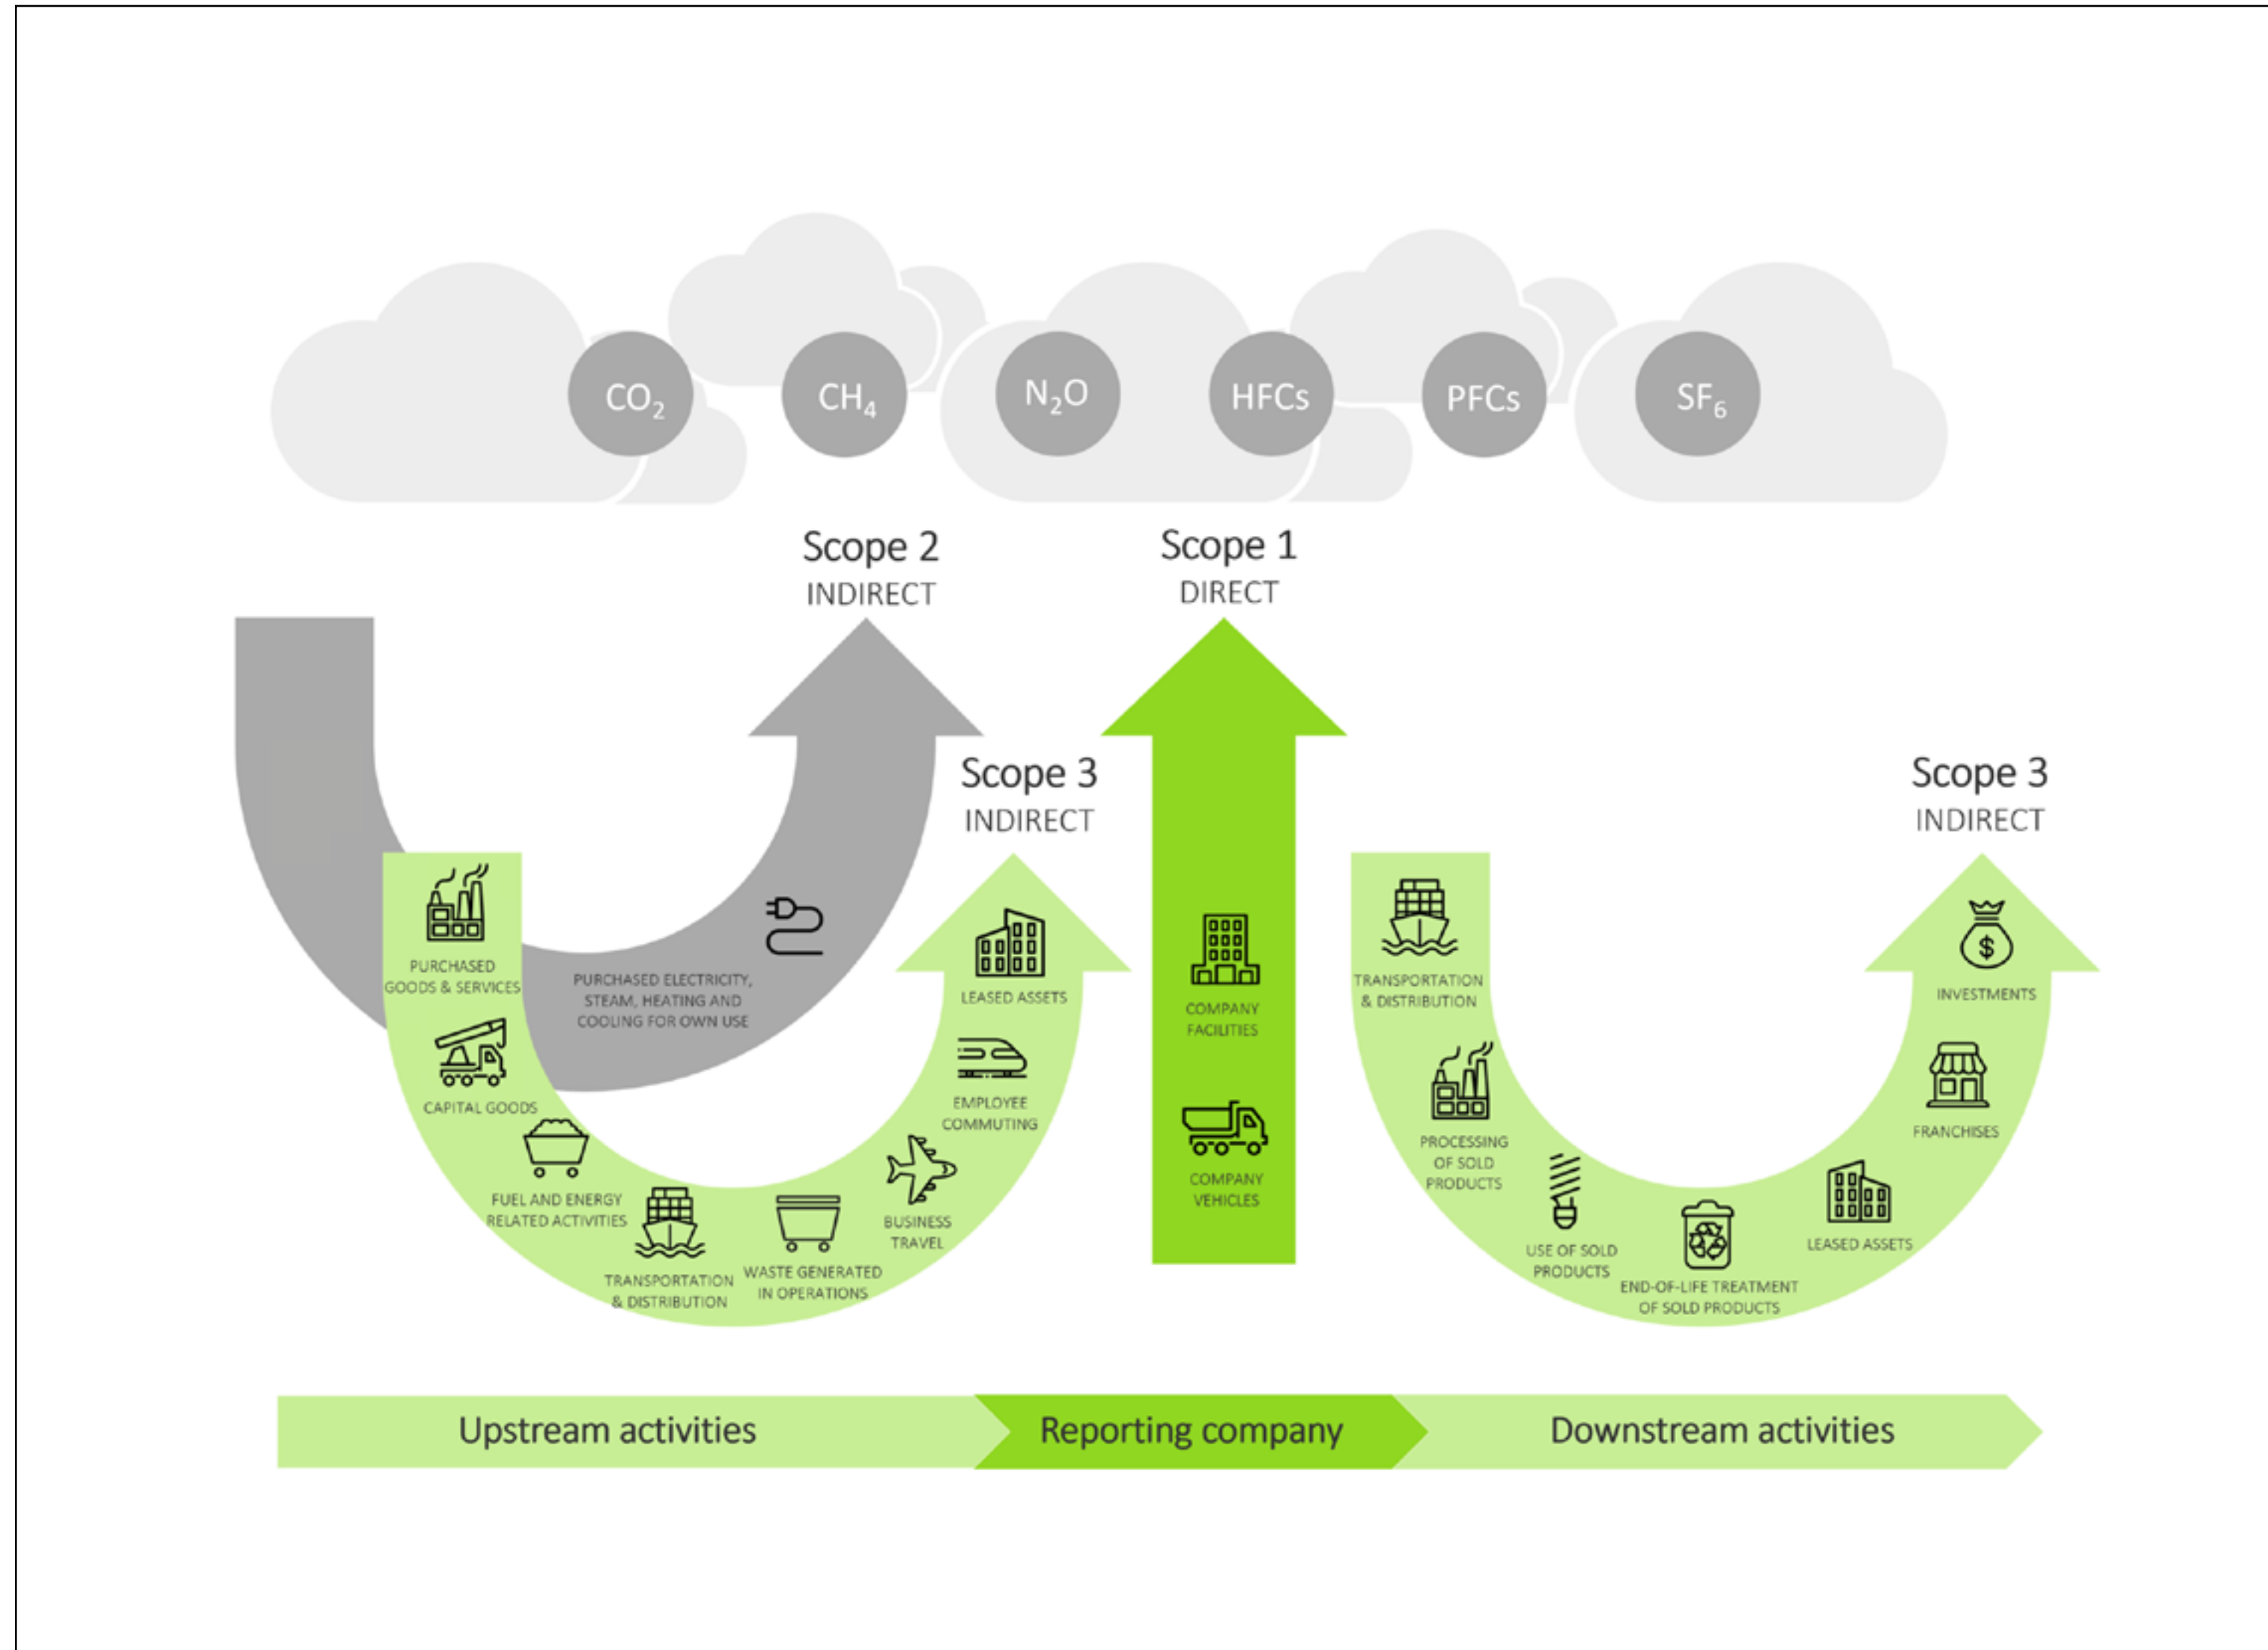 CO₂
CH₄
N₂O
HFCs
PFCs
SF₆
Scope 2
INDIRECT
Scope 1
DIRECT
Scope 3
INDIRECT
Scope 3
INDIRECT
PURCHASED
GOODS & SERVICES
CAPITAL GOODS
FUEL AND ENERGY
RELATED ACTIVITIES
TRANSPORTATION
& DISTRIBUTION
WASTE GENERATED
IN OPERATIONS
BUSINESS
TRAVEL
EMPLOYEE
COMMUTING
LEASED ASSETS
PURCHASED ELECTRICITY,
STEAM, HEATING AND
COOLING FOR OWN USE
COMPANY
FACILITIES
COMPANY
VEHICLES
TRANSPORTATION
& DISTRIBUTION
PROCESSING
OF SOLD
PRODUCTS
USE OF SOLD
PRODUCTS
END-OF-LIFE TREATMENT
OF SOLD PRODUCTS
LEASED ASSETS
FRANCHISES
$
INVESTMENTS
Upstream activities
Reporting company
Downstream activities